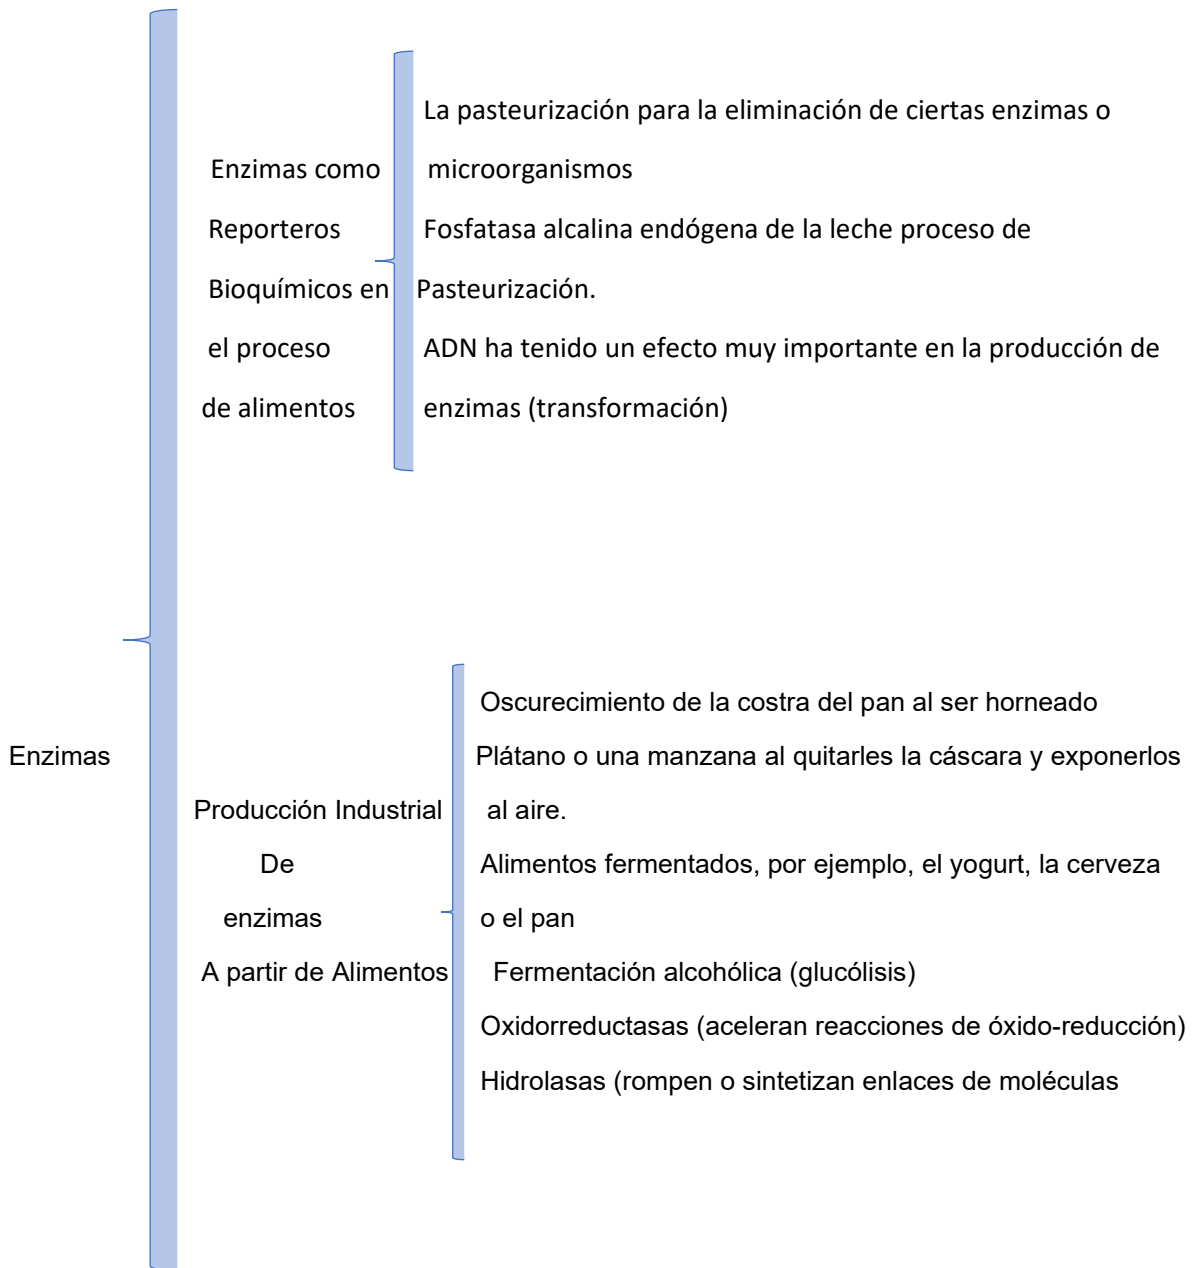 La pasteurización para la eliminación de ciertas enzimas o
Enzimas como microorganismos
Reporteros Fosfatasa alcalina endógena de la leche proceso de
Bioquímicos en Pasteurización.
el proceso ADN ha tenido un efecto muy importante en la producción de
de alimentos enzimas (transformación)
Oscurecimiento de la costra del pan al ser horneado
Enzimas Plátano o una manzana al quitarles la cáscara y exponerlos
Producción Industrial al aire.
De Alimentos fermentados, por ejemplo, el yogurt, la cerveza
enzimas o el pan
A partir de Alimentos Fermentación alcohólica (glucólisis)
Oxidorreductasas (aceleran reacciones de óxido-reducción)
Hidrolasas (rompen o sintetizan enlaces de moléculas